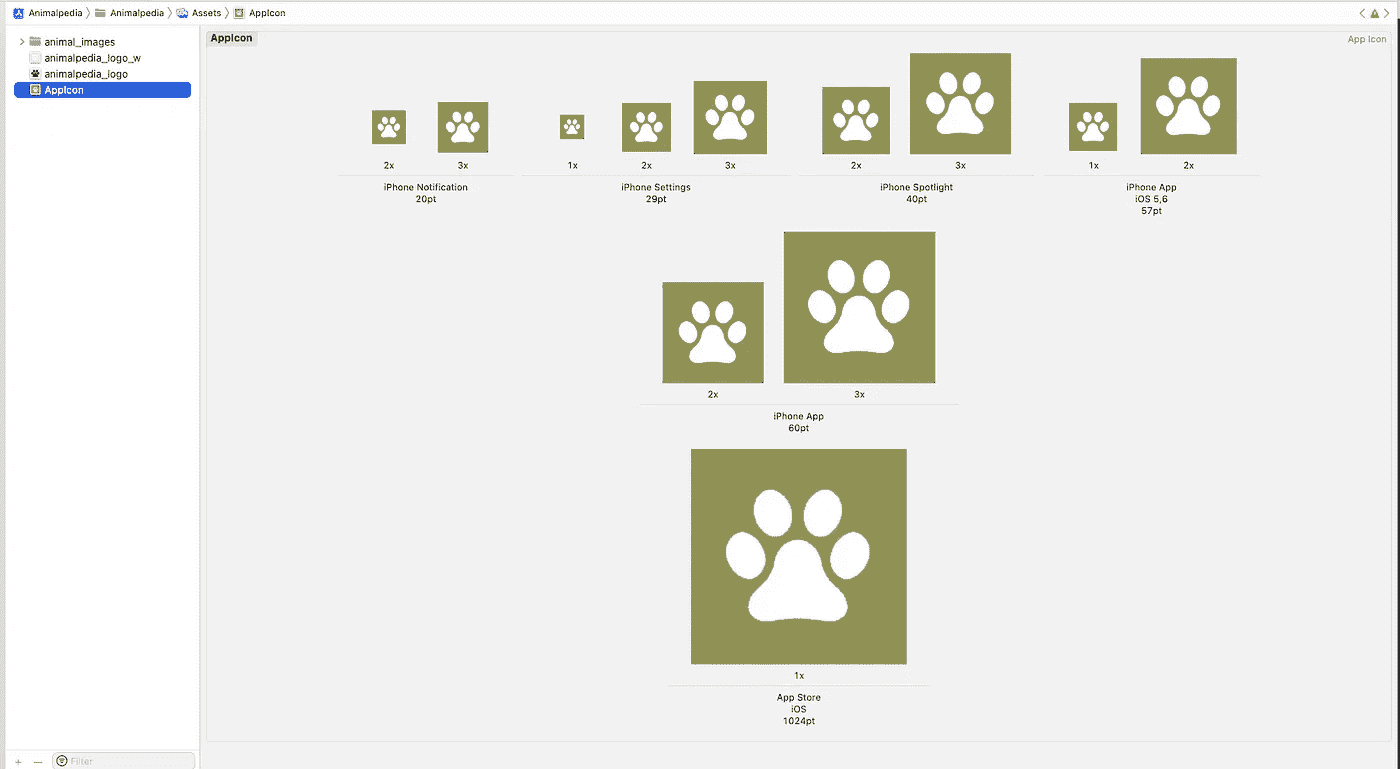 Animalpedia Animalpedia Assets AppIcon
animal_images
animalpedia_logo_w
animalpedia_logo
AppIcon
Filter
AppIcon
App Icon
2x 3x
iPhone Notification
20pt
1x 2x 3x
iPhone Settings
29pt
2x 3x
iPhone Spotlight
40pt
1x 2x
iPhone App
iOS 5,6
57pt
2x 3x
iPhone App
60pt
1x
App Store
iOS
1024pt